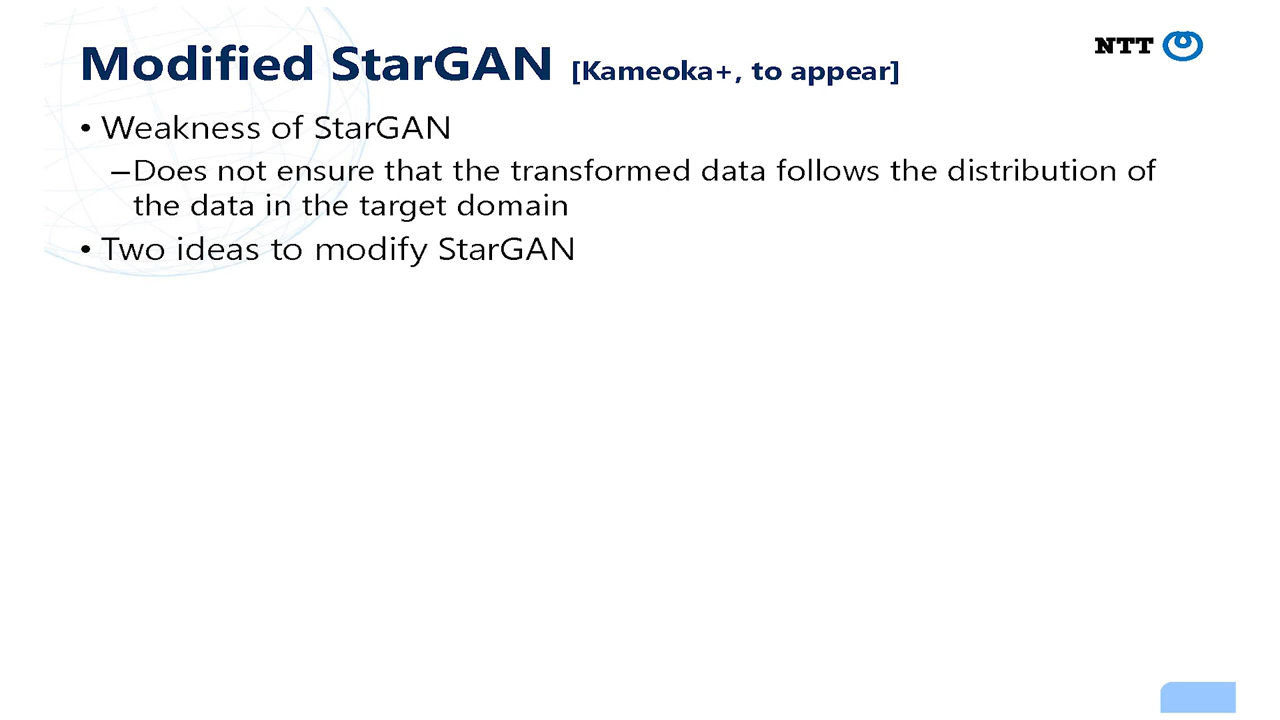 Modified StarGAN [Kameoka+, to appear]
NTT
• Weakness of StarGAN
–Does not ensure that the transformed data follows the distribution of
the data in the target domain
• Two ideas to modify StarGAN